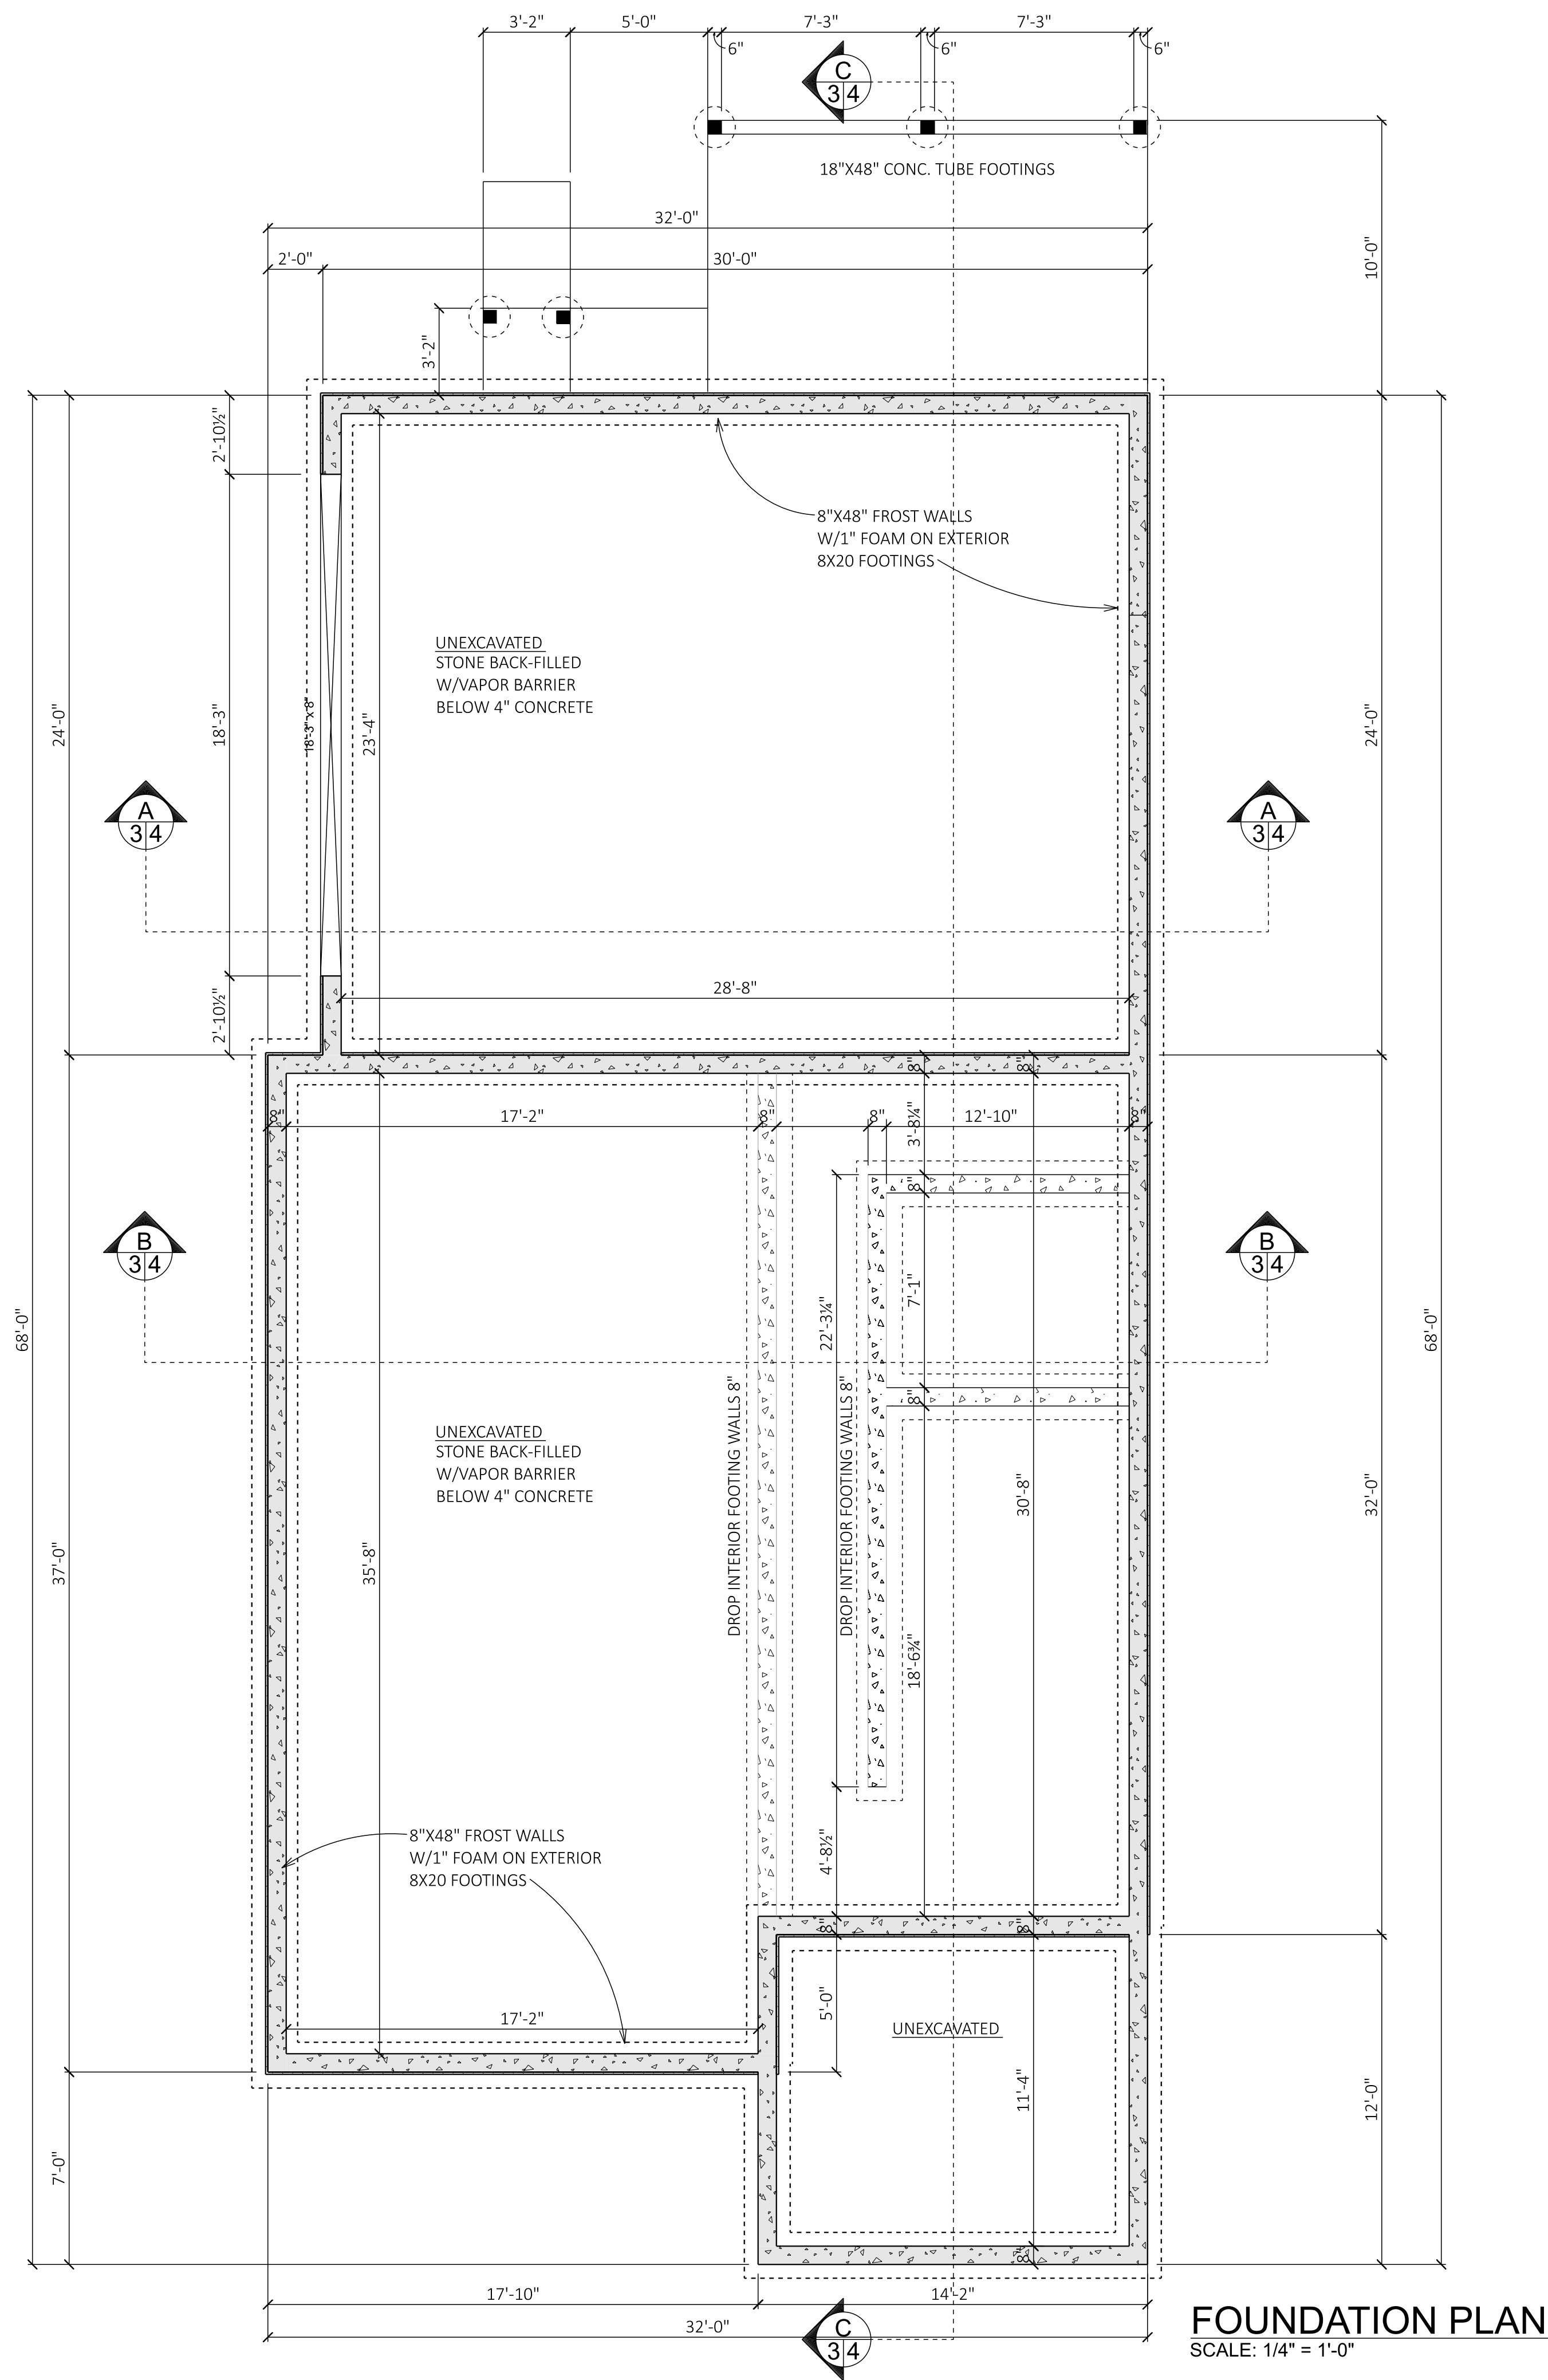 3'-2"
5'-0"
7'-3"
7'-3"
6"
6"
6"
C
3 4
18"X48" CONC. TUBE FOOTINGS
32'-0"
2'-0"
30'-0"
10'-0"
3'-2"
2'-10½"
8"X48" FROST WALLS
W/1" FOAM ON EXTERIOR
8X20 FOOTINGS
UNEXCAVATED
STONE BACK-FILLED
W/VAPOR BARRIER
BELOW 4" CONCRETE
24'-0"
18'-3"
18'-3" x 8"
23'-4"
24'-0"
A
3 4
A
3 4
28'-8"
2'-10½"
8"
8"
8"
17'-2"
8"
8"
12'-10"
8"
3'-8¼"
8"
B
3 4
B
3 4
7'-1"
22'-3¼"
68'-0"
68'-0"
8"
DROP INTERIOR FOOTING WALLS 8"
DROP INTERIOR FOOTING WALLS 8"
UNEXCAVATED
STONE BACK-FILLED
W/VAPOR BARRIER
BELOW 4" CONCRETE
30'-8"
32'-0"
37'-0"
35'-8"
18'-6¾"
8"X48" FROST WALLS
W/1" FOAM ON EXTERIOR
8X20 FOOTINGS
4'-8½"
8"
8"
5'-0"
17'-2"
UNEXCAVATED
11'-4"
12'-0"
7'-0"
8"
17'-10"
14'-2"
32'-0"
C
3 4
FOUNDATION PLAN
SCALE: 1/4" = 1'-0"